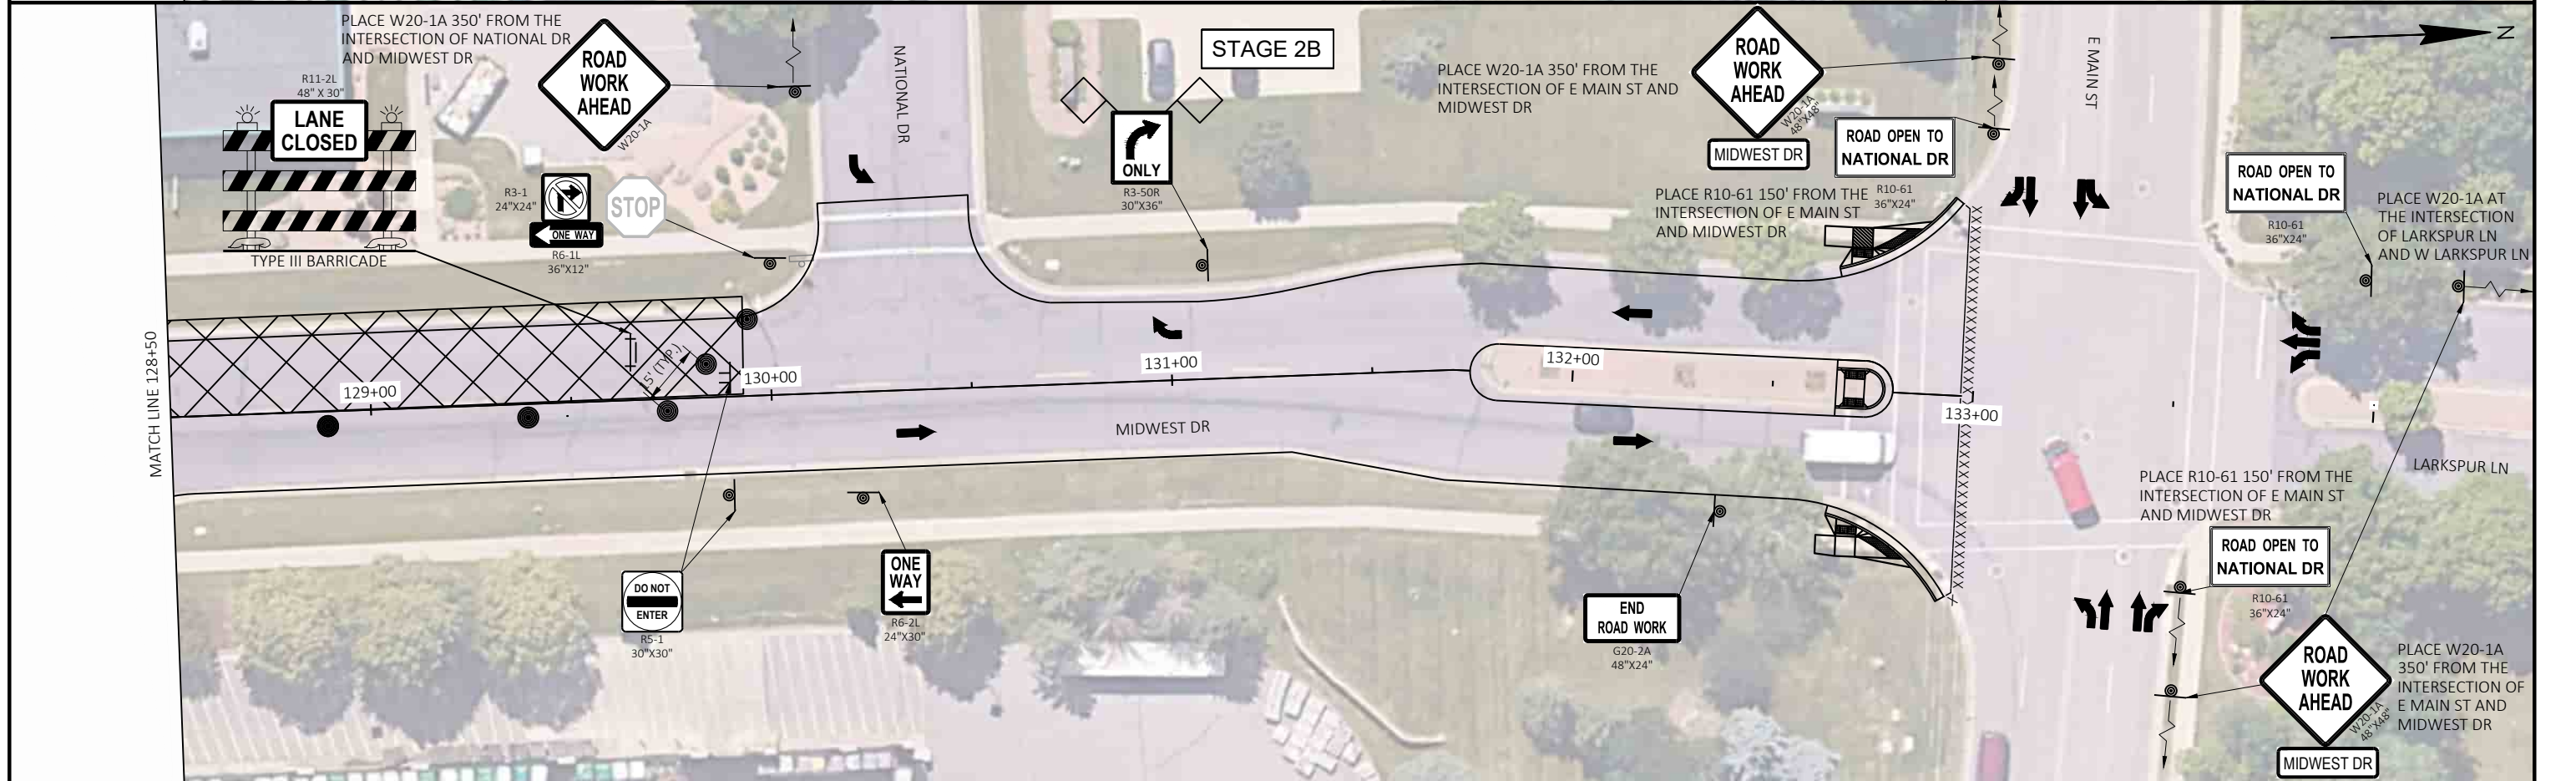 PLACE W20-1A 350' FROM THE
INTERSECTION OF NATIONAL DR
AND MIDWEST DR
R11-2L
48" X 30"
LANE
CLOSED
TYPE III BARRICADE
ROAD
WORK
AHEAD
W20-1A
R3-1
24"X24"
ONE WAY
R6-1L
36"X12"
STOP
NATIONAL DR
STAGE 2B
ONLY
R3-50R
30"X36"
PLACE W20-1A 350' FROM THE
INTERSECTION OF E MAIN ST AND
MIDWEST DR
ROAD
WORK
AHEAD
W20-1A
48"X48"
MIDWEST DR
ROAD OPEN TO
NATIONAL DR
R10-61
36"X24"
PLACE R10-61 150' FROM THE
INTERSECTION OF E MAIN ST
AND MIDWEST DR
E MAIN ST
N
ROAD OPEN TO
NATIONAL DR
R10-61
36"X24"
PLACE W20-1A AT
THE INTERSECTION
OF LARKSPUR LN
AND W LARKSPUR LN
MATCH LINE 128+50
129+00
15' (TYP.)
130+00
131+00
132+00
133+00
MIDWEST DR
LARKSPUR LN
DO NOT
ENTER
R5-1
30"X30"
ONE
WAY
R6-2L
24"X30"
END
ROAD WORK
G20-2A
48"X24"
PLACE R10-61 150' FROM THE
INTERSECTION OF E MAIN ST
AND MIDWEST DR
ROAD OPEN TO
NATIONAL DR
R10-61
36"X24"
ROAD
WORK
AHEAD
W20-1A
48"X48"
MIDWEST DR
PLACE W20-1A
350' FROM THE
INTERSECTION OF
E MAIN ST AND
MIDWEST DR